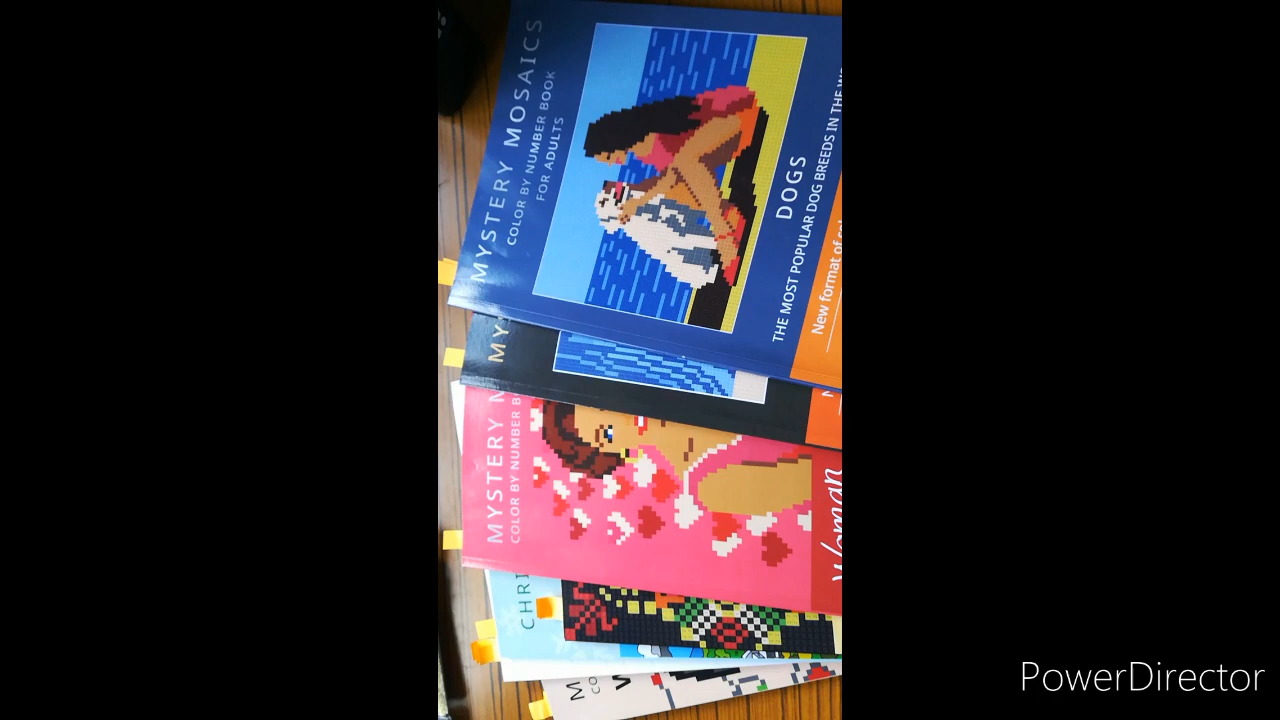 MYSTERY MOSAICS
COLOR BY NUMBER BOOK
FOR ADULTS
DOGS
THE MOST POPULAR DOG BREEDS IN THE
New format of
MY
MYSTERY
COLOR BY NUMBER B
Woman
CHRI
M
CO
PowerDirector